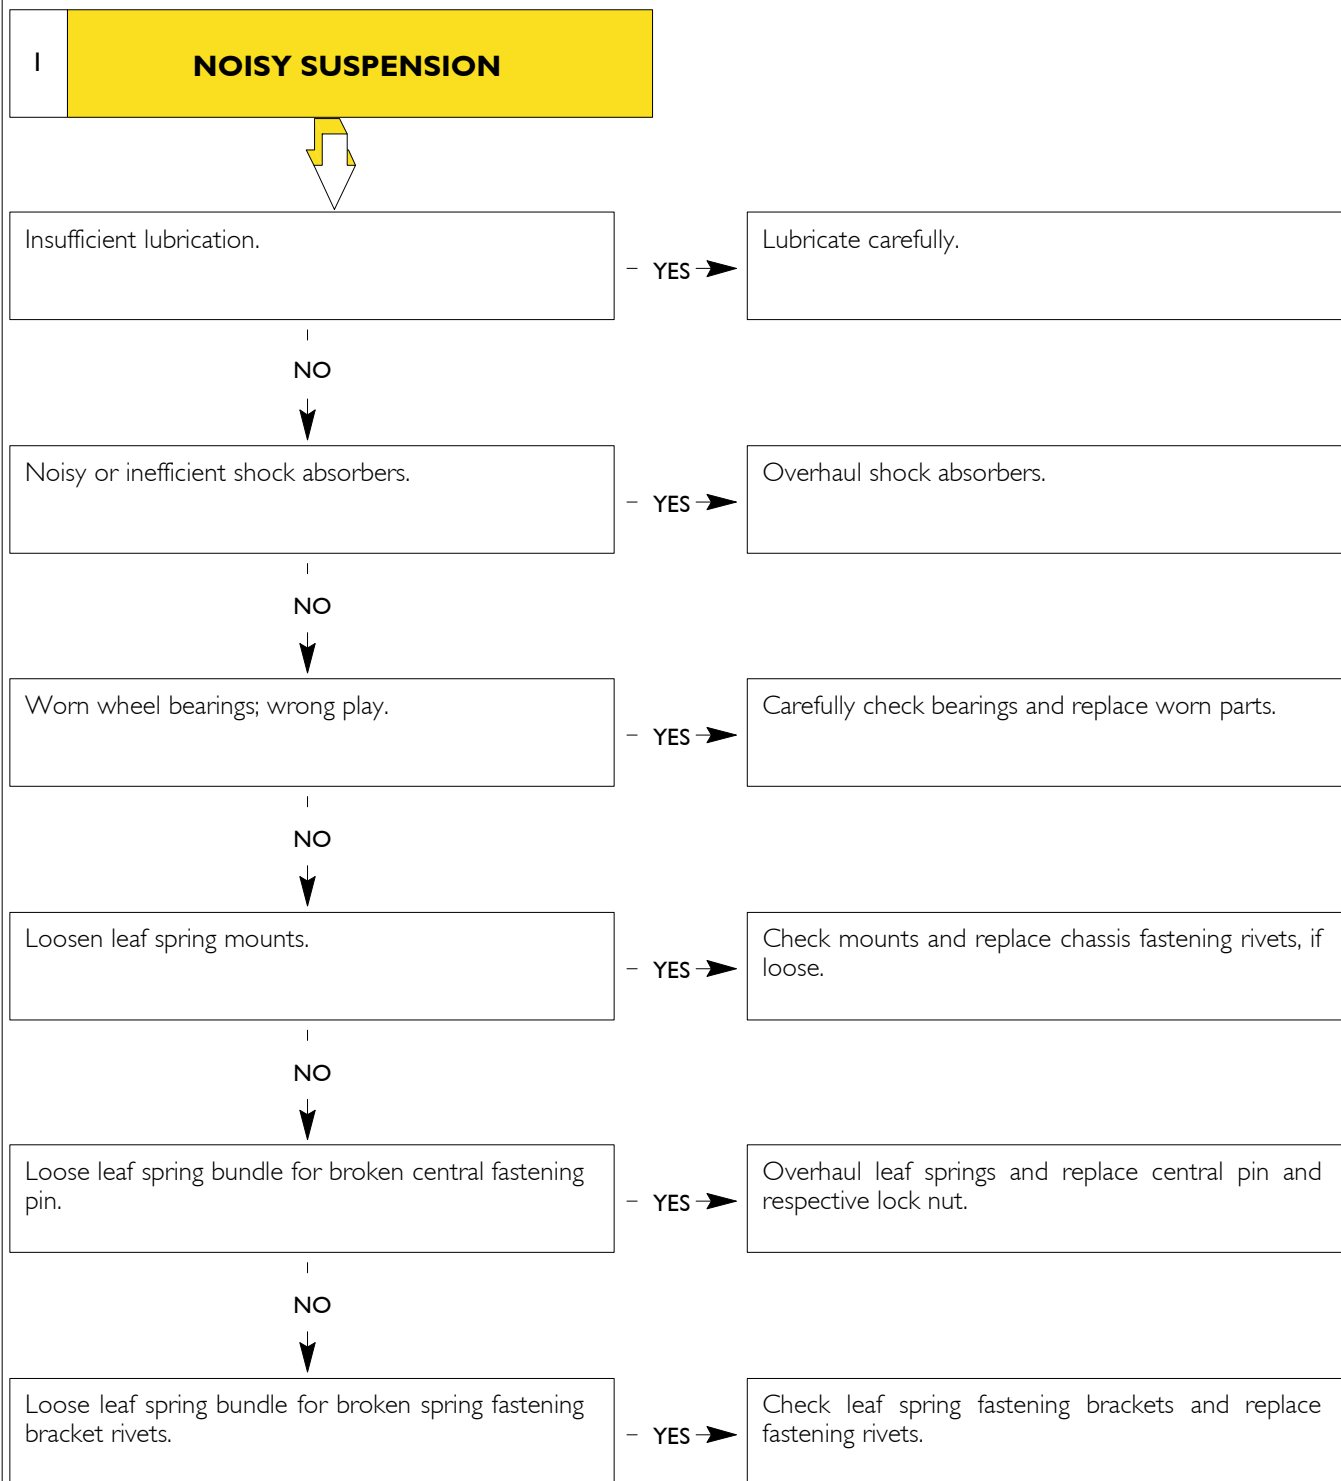 1
NOISY SUSPENSION
Insufficient lubrication.
YES
Lubricate carefully.
NO
Noisy or inefficient shock absorbers.
YES
Overhaul shock absorbers.
NO
Worn wheel bearings; wrong play.
YES
Carefully check bearings and replace worn parts.
NO
Loosen leaf spring mounts.
YES
Check mounts and replace chassis fastening rivets, if
loose.
NO
Loose leaf spring bundle for broken central fastening
pin.
YES
Overhaul leaf springs and replace central pin and
respective lock nut.
NO
Loose leaf spring bundle for broken spring fastening
bracket rivets.
YES
Check leaf spring fastening brackets and replace
fastening rivets.